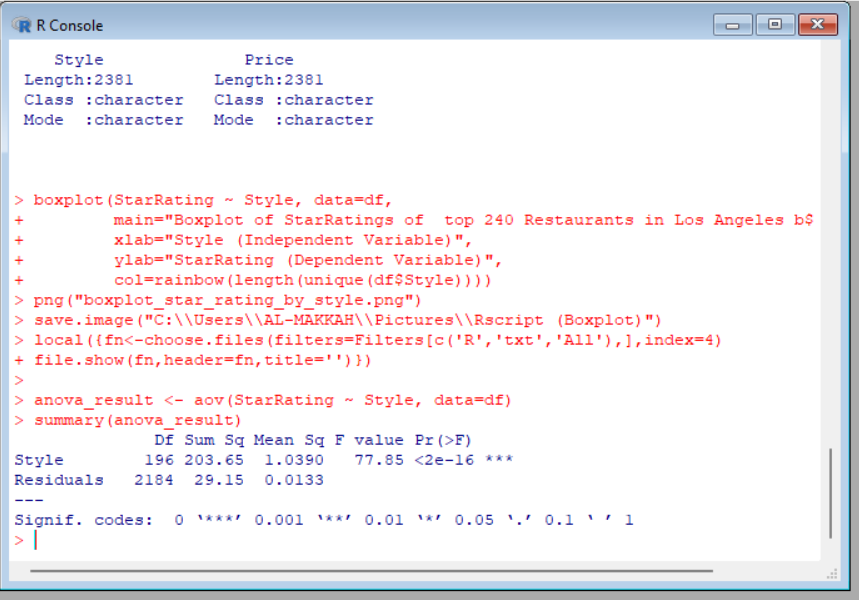 R Console
Style Price
Length:2381 Length:2381
Class :character Class :character
Mode :character Mode :character
> boxplot(StarRating ~ Style, data=df,
+ main="Boxplot of StarRatings of  top 240 Restaurants in Los Angeles b$
+ xlab="Style (Independent Variable)",
+ ylab="StarRating (Dependent Variable)",
+ col=rainbow(length(unique(df$Style))))
> png("boxplot_star_rating_by_style.png")
> save.image("C:\\Users\\AL-MAKKAH\\Pictures\\Rscript (Boxplot)")
> local({fn<-choose.files(filters=Filters[c('R','txt','All'),],index=4)
+ file.show(fn,header=fn,title='')})
>
> anova_result <- aov(StarRating ~ Style, data=df)
> summary(anova_result)
Df Sum Sq Mean Sq F value Pr(>F)
Style 196 203.65 1.0390 77.85 <2e-16 ***
Residuals 2184 29.15 0.0133
---
Signif. codes: 0 ‘***’ 0.001 ‘**’ 0.01 ‘*’ 0.05 ‘.’ 0.1 ‘ ’ 1
>